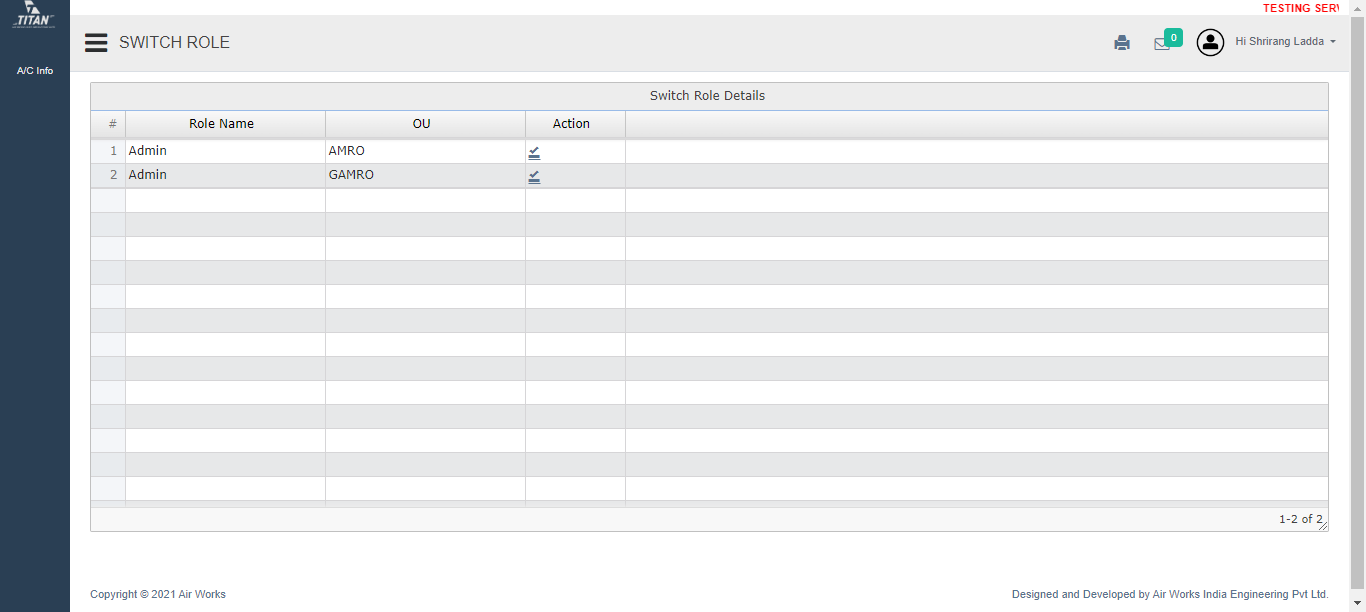 TESTING SERV
TITAN
SWITCH ROLE
0
Hi Shrirang Ladda
A/C Info
Switch Role Details
# Role Name OU Action
1 Admin AMRO
2 Admin GAMRO
1-2 of 2
Copyright © 2021 Air Works
Designed and Developed by Air Works India Engineering Pvt Ltd.